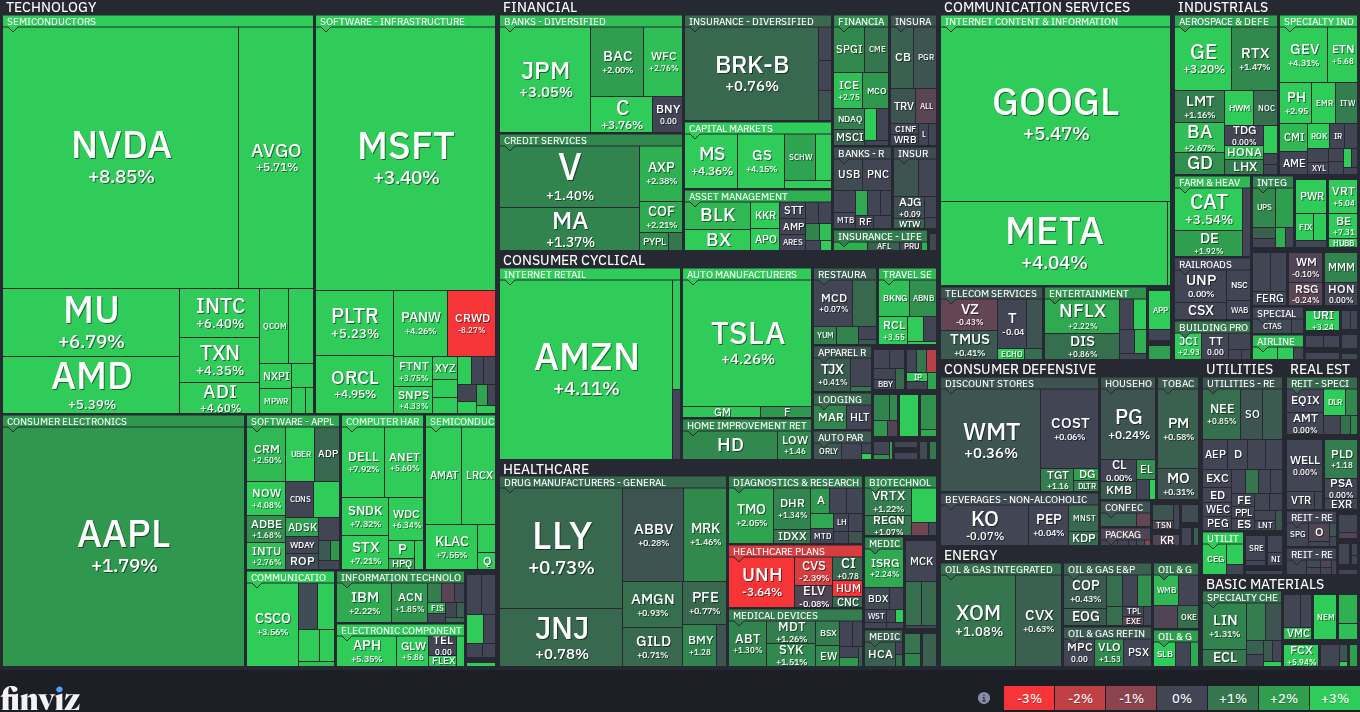 TECHNOLOGY
SEMICONDUCTORS
NVDA
+8.85%
AVGO
+5.71%
MU
+6.79%
AMD
+5.39%
INTC
+6.40%
TXN
+4.35%
ADI
+4.60%
QCOM
NXPI
MPWR
SOFTWARE - INFRASTRUCTURE
MSFT
+3.40%
PLTR
+5.23%
PANW
+4.26%
CRWD
-8.27%
ORCL
+4.95%
FTNT
+3.75%
XYZ
SNPS
+4.33%
CONSUMER ELECTRONICS
AAPL
+1.79%
SOFTWARE - APPL
CRM
+2.50%
UBER
ADP
NOW
+4.08%
CDNS
ADBE
+1.68%
ADSK
INTU
+2.76%
WDAY
ROP
COMPUTER HAR
DELL
+7.92%
ANET
+5.60%
SNDK
+7.32%
WDC
+6.34%
STX
+7.21%
P
HPQ
SEMICONDUC
AMAT
LRCX
KLAC
+7.55%
Q
COMMUNICATIO
CSCO
+3.56%
INFORMATION TECHNOLO
IBM
+2.22%
ACN
+1.85%
FIS
ELECTRONIC COMPONENT
APH
+5.35%
GLW
+5.86
TEL
0.00
FLEX
FINANCIAL
BANKS - DIVERSIFIED
JPM
+3.05%
BAC
+2.00%
WFC
+2.76%
C
+3.76%
BNY
0.00
CREDIT SERVICES
V
+1.40%
MA
+1.37%
AXP
+2.38%
COF
+2.21%
PYPL
INSURANCE - DIVERSIFIED
BRK-B
+0.76%
CAPITAL MARKETS
MS
+4.36%
GS
+4.15%
SCHW
ASSET MANAGEMENT
BLK
KKR
STT
AMP
BX
APO
ARES
FINANCIA
SPGI
CME
ICE
+2.75
MCO
NDAQ
MSCI
INSURA
CB
PGR
TRV
ALL
CINF
L
WRB
BANKS - R
USB
PNC
MTB
RF
INSUR
AJG
+0.09
WTW
INSURANCE - LIFE
AFL
PRU
CONSUMER CYCLICAL
INTERNET RETAIL
AMZN
+4.11%
AUTO MANUFACTURERS
TSLA
+4.26%
GM
F
HOME IMPROVEMENT RET
HD
LOW
+1.46
RESTAURA
MCD
+0.07%
YUM
TRAVEL SE
BKNG
ABNB
RCL
+3.55
APPAREL R
TJX
+0.41%
BBY
TP
LODGING
MAR
HLT
AUTO PAR
ORLY
HEALTHCARE
DRUG MANUFACTURERS - GENERAL
LLY
+0.73%
JNJ
+0.78%
ABBV
+0.28%
MRK
+1.46%
AMGN
+0.93%
PFE
+0.77%
GILD
+0.71%
BMY
+1.28
DIAGNOSTICS & RESEARCH
TMO
+2.05%
DHR
+1.34%
A
LH
IDXX
MTD
HEALTHCARE PLANS
UNH
-3.64%
CVS
-2.39%
CI
+0.78
ELV
-0.08%
HUM
CNC
MEDICAL DEVICES
ABT
+1.30%
MDT
+1.26%
SYK
+1.51%
BSX
EW
BIOTECHNOL
VRTX
+1.22%
REGN
+1.07%
MEDIC
ISRG
+2.24%
BDX
WST
MCK
MEDIC
HCA
COMMUNICATION SERVICES
INTERNET CONTENT & INFORMATION
GOOGL
+5.47%
META
+4.04%
TELECOM SERVICES
VZ
-0.43%
T
-0.04
TMUS
+0.41%
ECHO
ENTERTAINMENT
NFLX
+2.22%
DIS
+0.86%
APP
CONSUMER DEFENSIVE
DISCOUNT STORES
WMT
+0.36%
COST
+0.06%
TGT
+1.16
DG
DLTR
HOUSEHO
PG
+0.24%
CL
0.00%
EL
KMB
TOBAC
PM
+0.58%
MO
+0.31%
BEVERAGES - NON-ALCOHOLIC
KO
-0.07%
PEP
+0.04%
MNST
KDP
CONFEC
PACKAG
TSN
KR
ENERGY
OIL & GAS INTEGRATED
XOM
+1.08%
CVX
+0.63%
OIL & GAS E&P
COP
+0.43%
EOG
TPL
EXE
OIL & GAS REFIN
MPC
0.00
VLO
+1.53
PSX
OIL & G
WMB
OKE
OIL & G
SLB
INDUSTRIALS
AEROSPACE & DEFE
GE
+3.20%
RTX
+1.47%
LMT
+1.16%
HWM
NOC
BA
+2.67%
TDG
0.00%
HONA
GD
LHX
SPECIALTY IND
GEV
+4.31%
ETN
+5.68
PH
+2.95
EMR
ITW
CMI
ROK
IR
AME
XYL
FARM & HEAV
CAT
+3.54%
DE
+1.92%
INTEG
UPS
PWR
FIX
VRT
+5.04
BE
+7.31
HUBB
RAILROADS
UNP
0.00%
NSC
CSX
WAB
FERG
WM
-0.10%
RSG
-0.24%
MMM
HON
0.00%
BUILDING PRO
JCI
+2.93
TT
0.00
SPECIAL
CTAS
URI
+3.24
AIRLINE
UTILITIES
UTILITIES - RE
NEE
+0.85%
SO
AEP
D
EXC
ED
FE
WEC
PPL
PEG
ES
LNT
UTILIT
CEG
SRE
NI
REAL EST
REIT - SPECI
EQIX
DLR
AMT
0.00%
WELL
0.00%
PLD
+1.18
PSA
0.00%
VTR
EXR
REIT - RE
SPG
O
REIT - RE
BASIC MATERIALS
SPECIALTY CHE
LIN
+1.31%
ECL
NEM
VMC
FCX
+5.94%
finviz
-3%
-2%
-1%
0%
+1%
+2%
+3%